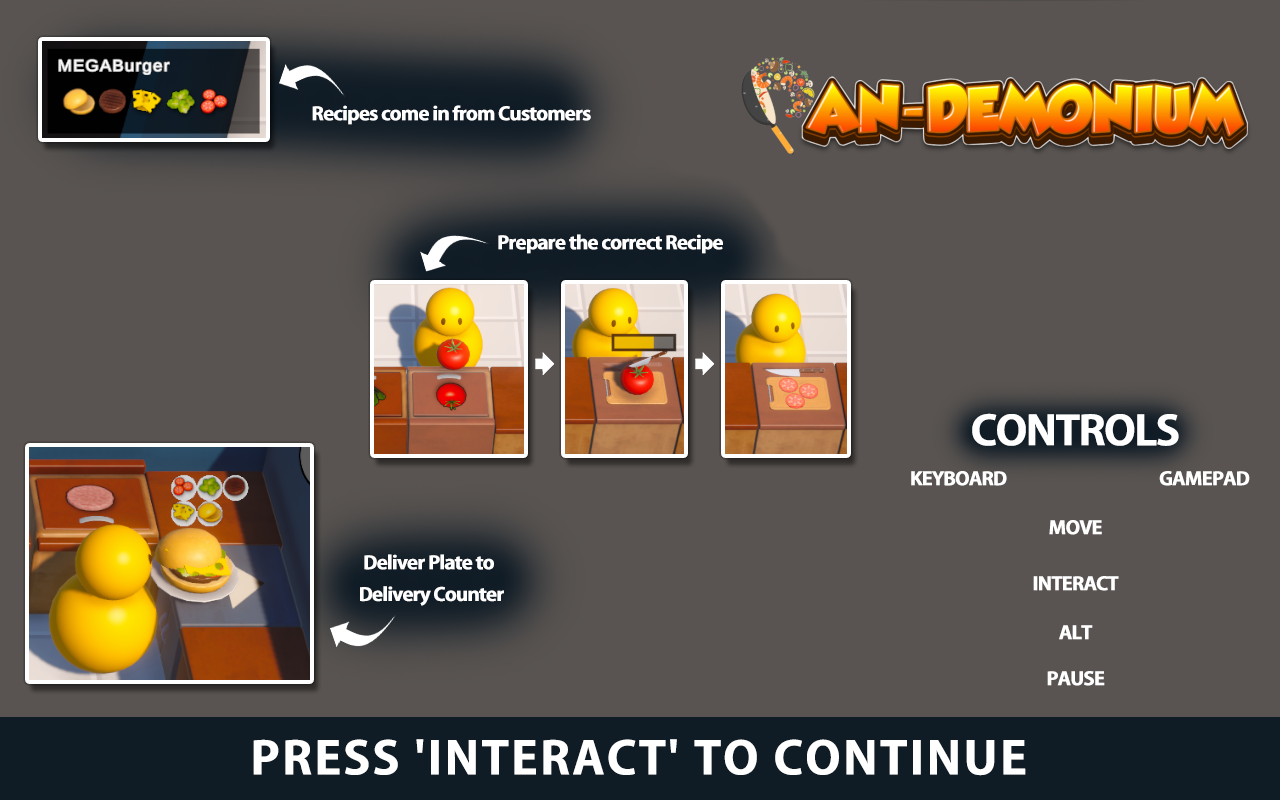 MEGABurger
Recipes come in from Customers
AN-DEMONIUM
Prepare the correct Recipe
CONTROLS
KEYBOARD
GAMEPAD
MOVE
INTERACT
ALT
PAUSE
Deliver Plate to
Delivery Counter
PRESS 'INTERACT' TO CONTINUE